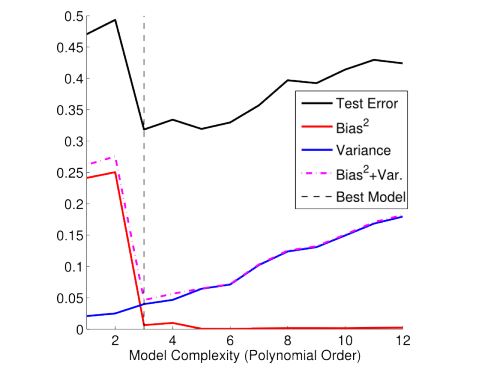 0.5
0.45
0.4
0.35
0.3
0.25
0.2
0.15
0.1
0.05
0
2 4 6 8 10 12
Model Complexity (Polynomial Order)
Test Error
Bias²
Variance
Bias²+Var.
Best Model